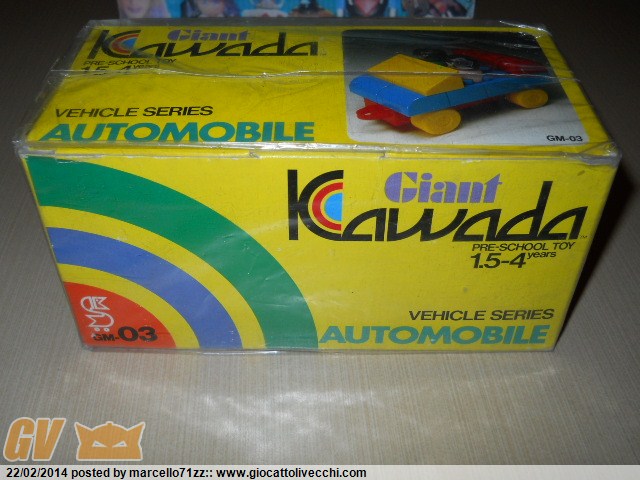 Giant
Kawada
PRE-SCHOOL TOY
1.5-4 years
VEHICLE SERIES
AUTOMOBILE
GM-03
Giant
Kawada
PRE-SCHOOL TOY
1.5-4 years
VEHICLE SERIES
AUTOMOBILE
GM-03
GV
22/02/2014 posted by marcello71zz:: www.giocattolivecchi.com